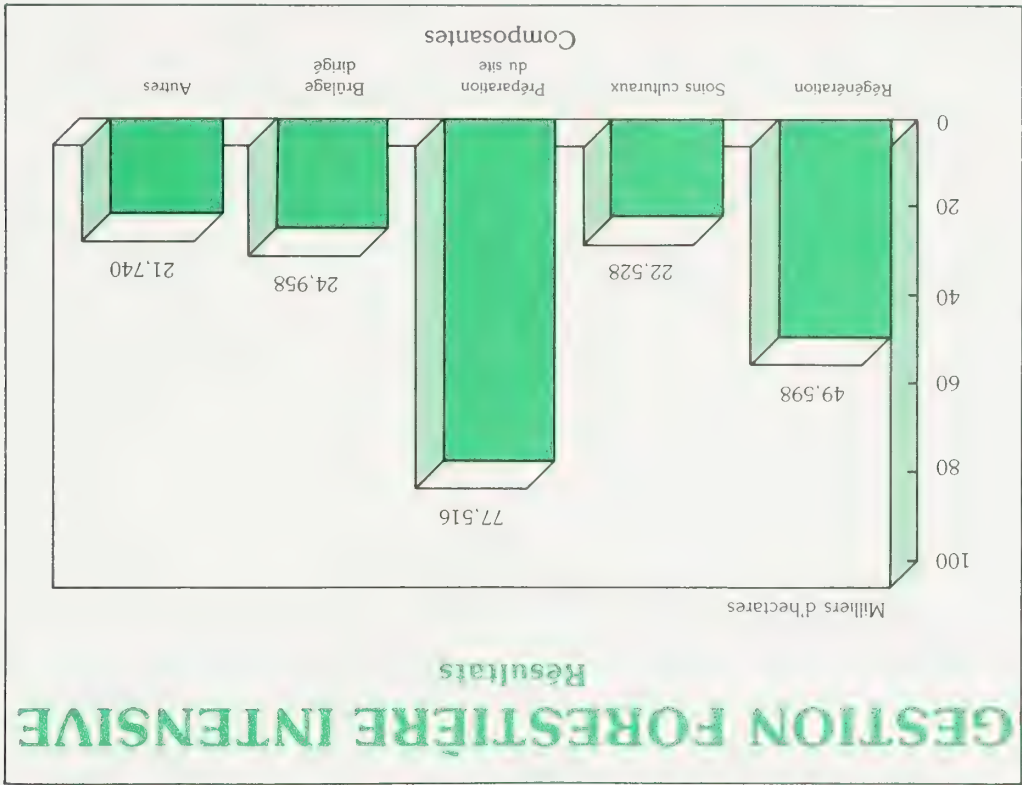 GESTION FORESTIÈRE INTENSIVE
Résultats
Milliers d'hectares
100
80
60
40
20
0
49,598
22,528
77,516
24,958
21,740
Régénération
Soins culturaux
Préparation
du site
Brûlage
dirigé
Autres
Composantes